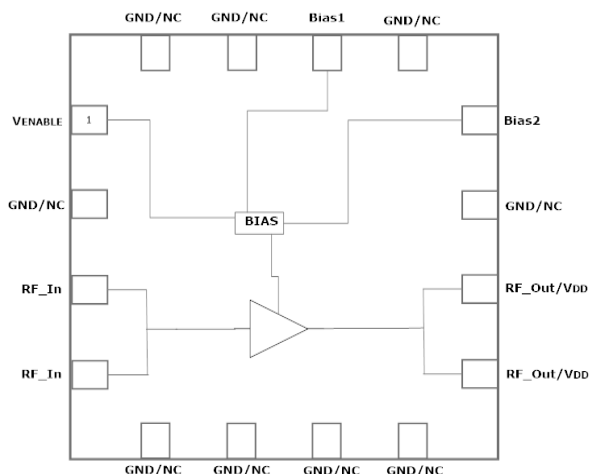 GND/NC GND/NC Bias1 GND/NC
VENABLE 1 Bias2
GND/NC GND/NC
BIAS
RF_In RF_Out/VDD
RF_In RF_Out/VDD
GND/NC GND/NC GND/NC GND/NC